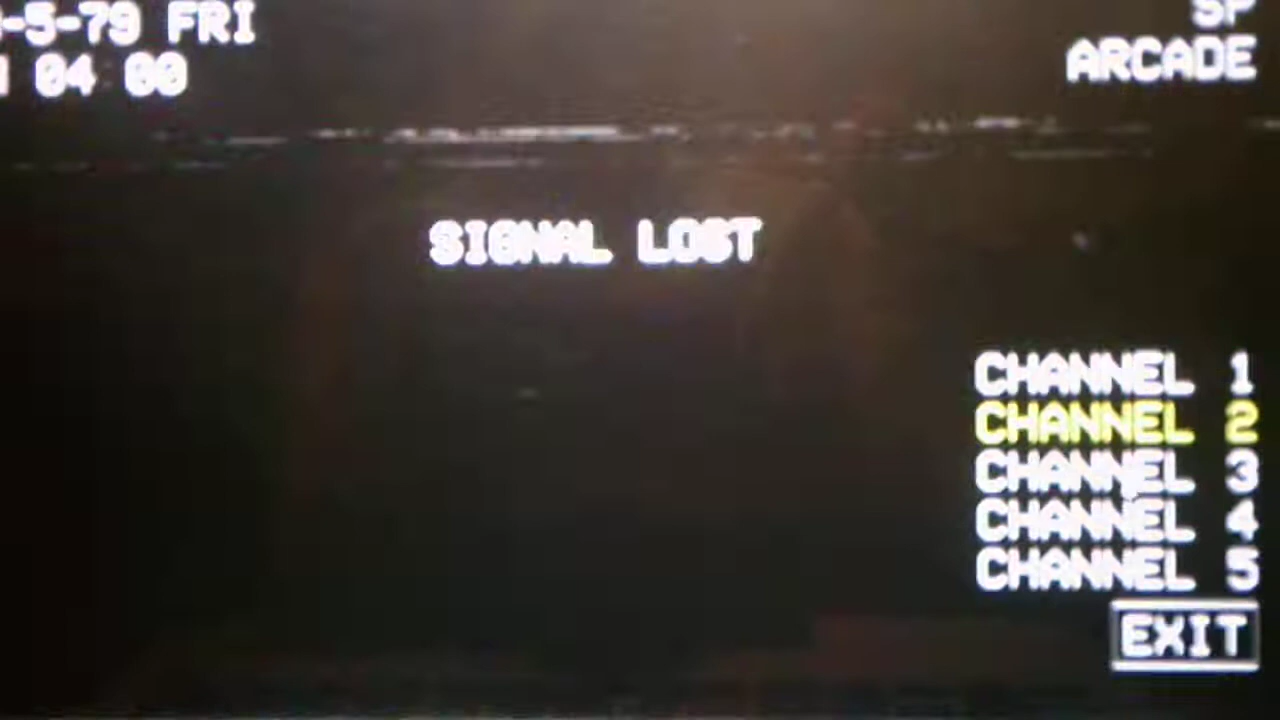 -5-79 FRI
04 00
SP
ARCADE
SIGNAL LOST
CHANNEL 1
CHANNEL 2
CHANNEL 3
CHANNEL 4
CHANNEL 5
EXIT